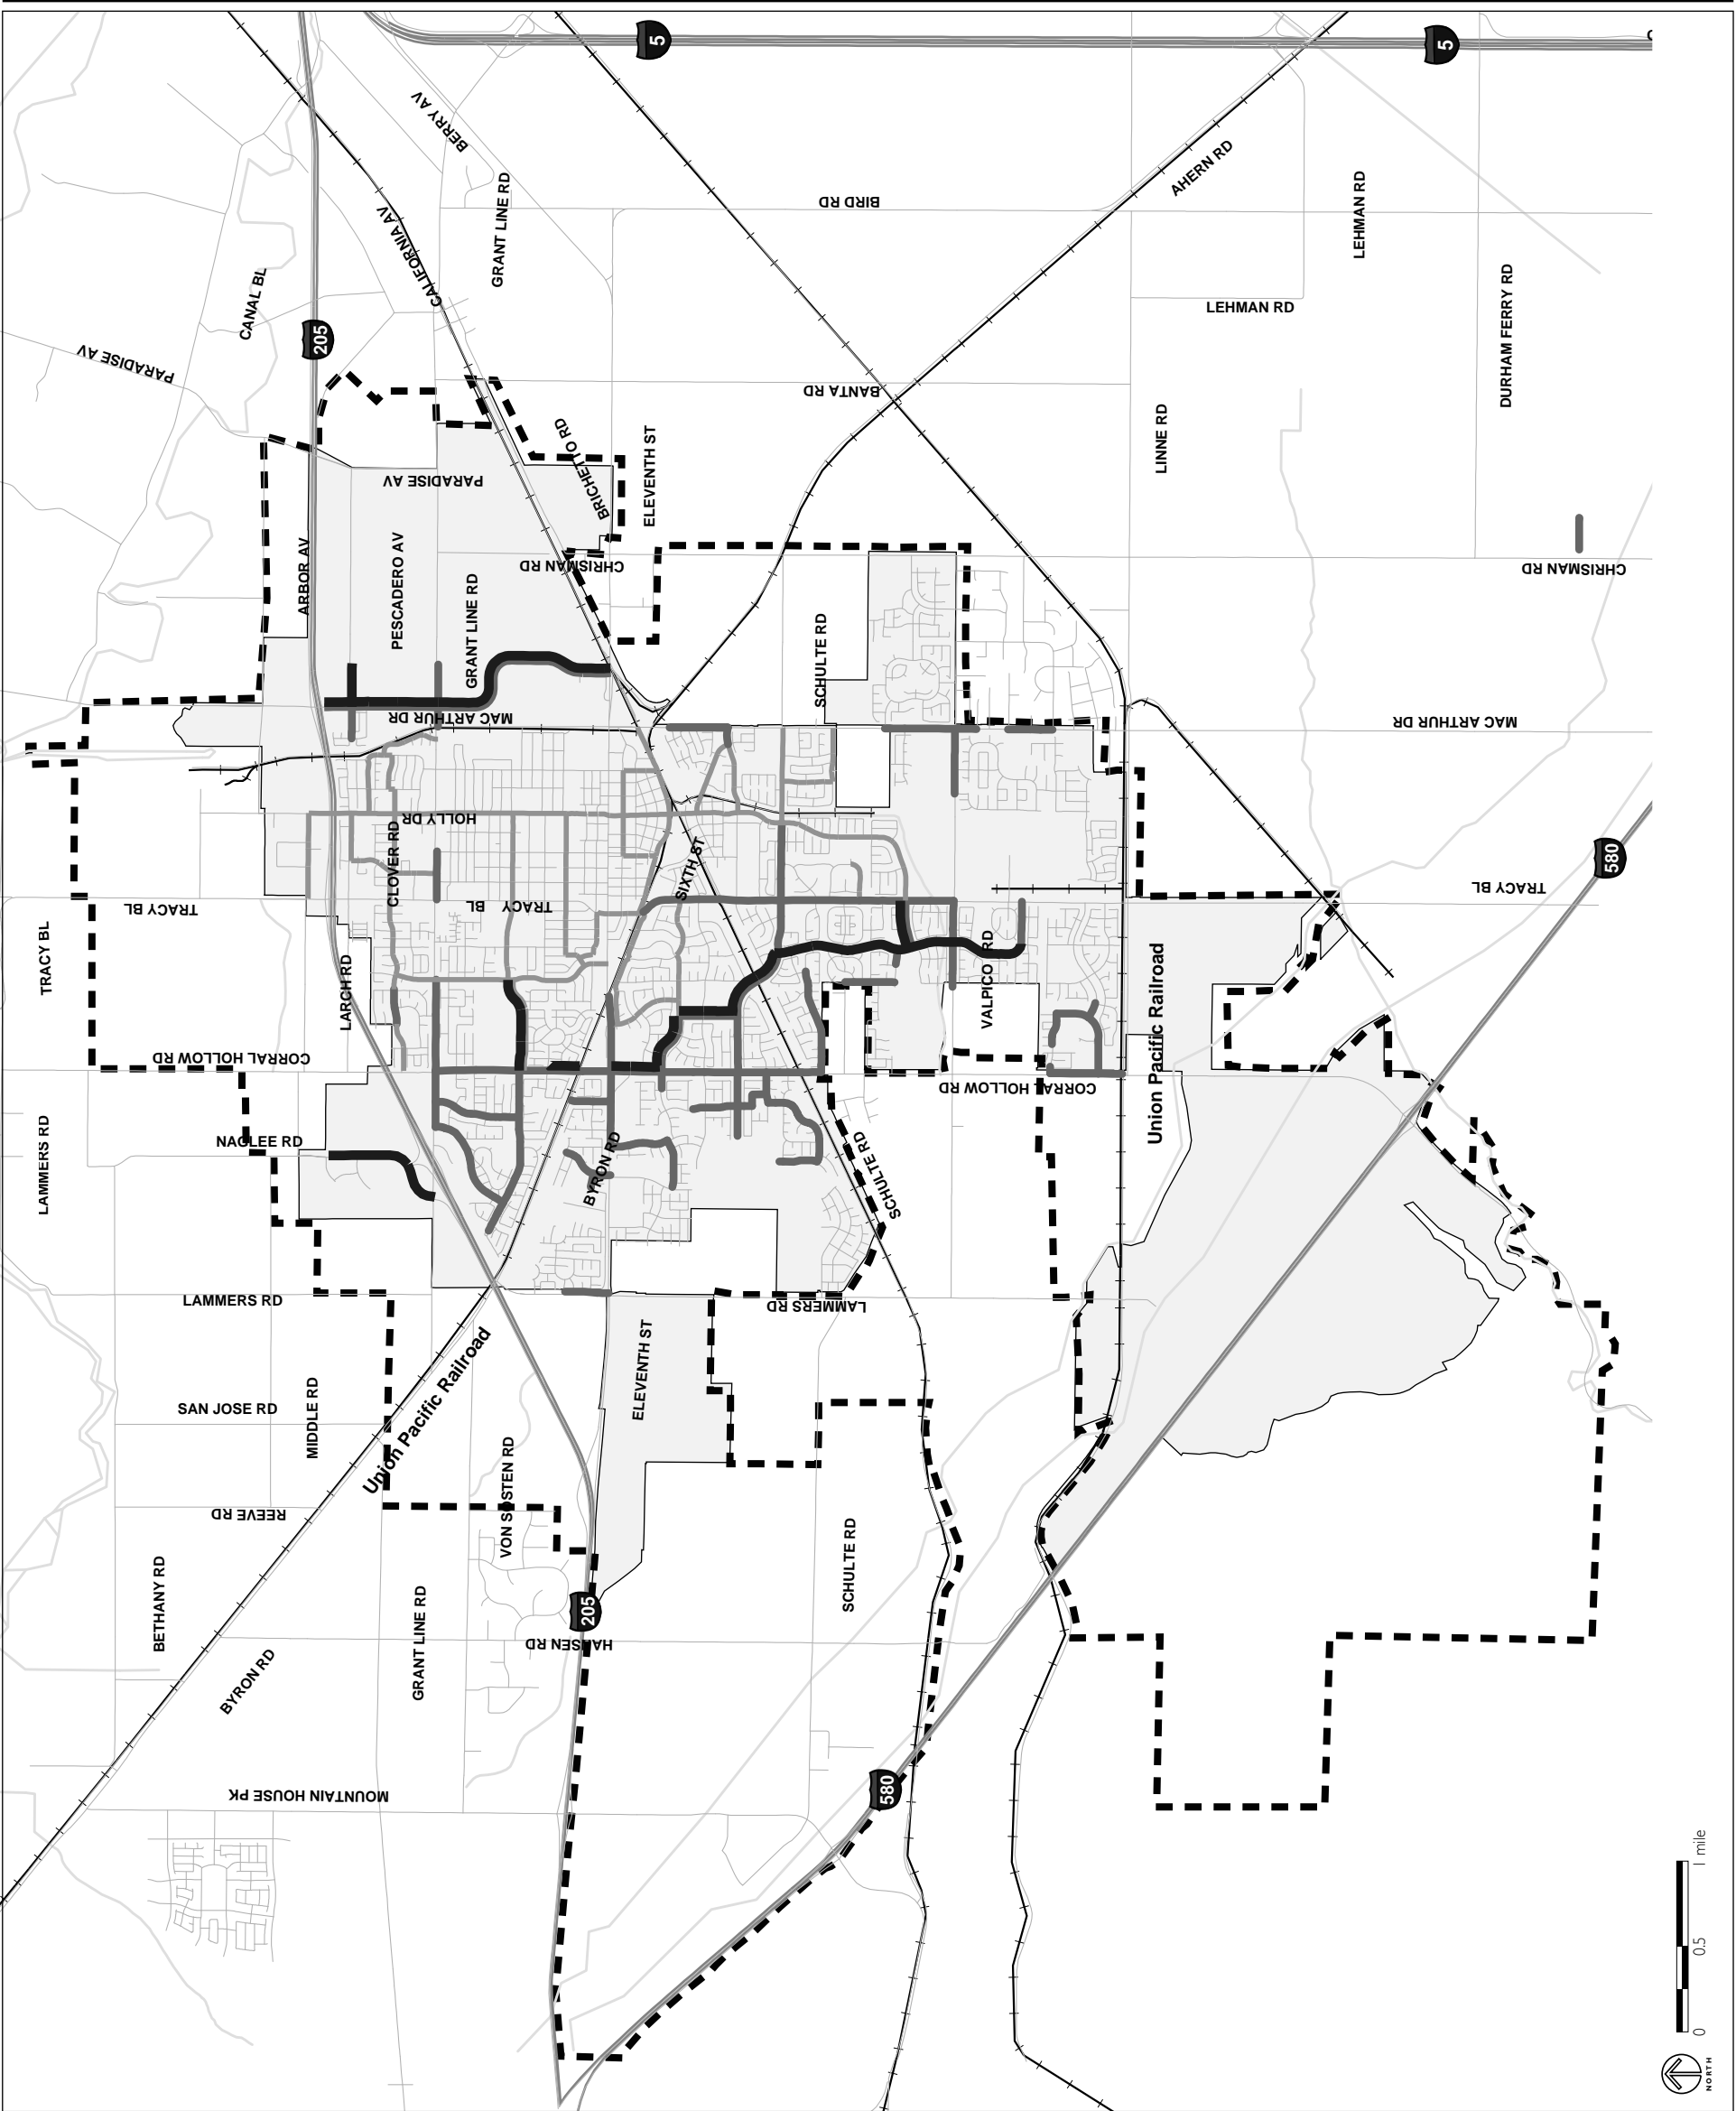 5
5
BERRY AV
GRANT LINE RD
BIRD RD
AHERN RD
LEHMAN RD
CALIFORNIA AV
CANAL BL
205
LEHMAN RD
DURHAM FERRY RD
PARADISE AV
BANTA RD
LINNE RD
PARADISE AV
BRICHETTO RD
ELEVENTH ST
ARBOR AV
PESCADERO AV
CHRISMAN RD
CHRISMAN RD
GRANT LINE RD
SCHULTE RD
MAC ARTHUR DR
MAC ARTHUR DR
HOLLY DR
CLOVER RD
SIXTH ST
580
TRACY BL
TRACY BL
TRACY BL
TRACY BL
LARCH RD
VALPICO RD
Union Pacific Railroad
CORRAL HOLLOW RD
CORRAL HOLLOW RD
LAMMERS RD
NAGLEE RD
BYRON RD
SCHULTE RD
LAMMERS RD
LAMMERS RD
ELEVENTH ST
SAN JOSE RD
MIDDLE RD
Union Pacific Railroad
REEVE RD
VON SOSTEN RD
SCHULTE RD
BETHANY RD
205
HANSEN RD
GRANT LINE RD
BYRON RD
MOUNTAIN HOUSE PK
580
0
0.5
1 mile
NORTH